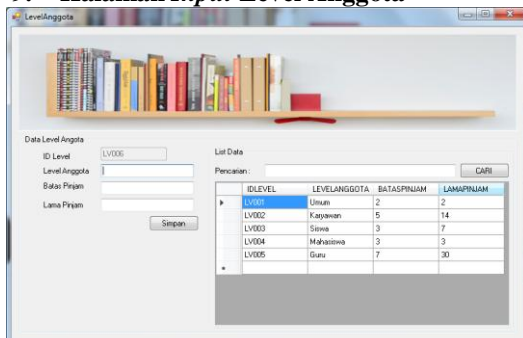 Halaman Input Level Anggota
LevelAnggota
Data Level Angota
ID Level LV006
Level Anggota
Batas Pinjam
Lama Pinjam
Simpan
List Data
Pencarian : CARI
IDLEVEL LEVELANGGOTA BATASPINJAM LAMAPINJAM
LV001 Umum 2 2
LV002 Karyawan 5 14
LV003 Siswa 3 7
LV004 Mahasiswa 3 3
LV005 Guru 7 30